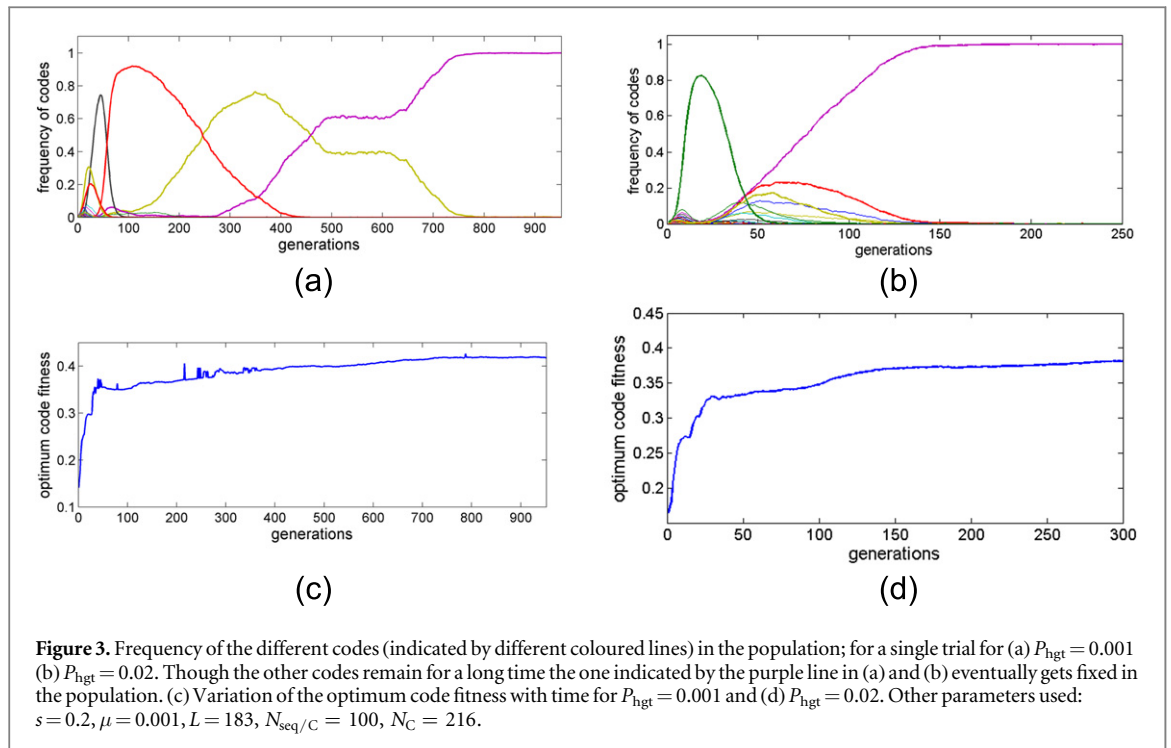 frequency of codes
1
0.8
0.6
0.4
0.2
0
0 100 200 300 400 500 600 700 800 900
generations
(a)
frequency of codes
1
0.8
0.6
0.4
0.2
0
0 50 100 150 200 250
generations
(b)
optimum code fitness
0.4
0.3
0.2
0.1
0 100 200 300 400 500 600 700 800 900
generations
(c)
optimum code fitness
0.45
0.4
0.35
0.3
0.25
0.2
0 50 100 150 200 250 300
generations
(d)
Figure 3. Frequency of the different codes (indicated by different coloured lines) in the population; for a single trial for (a) P_hgt = 0.001
(b) P_hgt = 0.02. Though the other codes remain for a long time the one indicated by the purple line in (a) and (b) eventually gets fixed in
the population. (c) Variation of the optimum code fitness with time for P_hgt = 0.001 and (d) P_hgt = 0.02. Other parameters used:
s = 0.2, μ = 0.001, L = 183, N_seq/C = 100, N_C = 216.